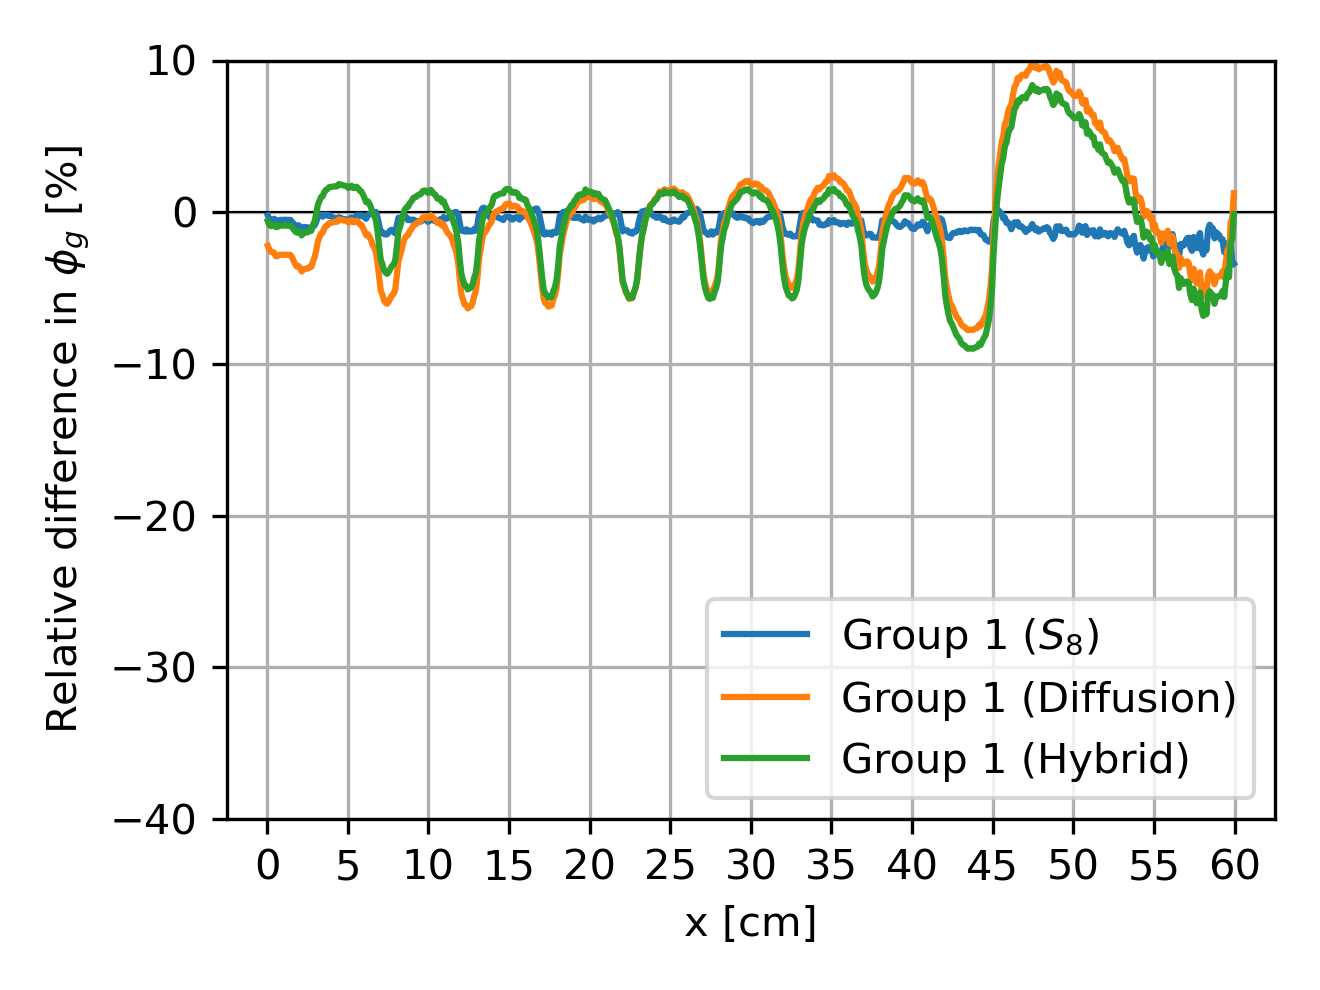 10
0
−10
−20
−30
−40
Relative difference in ϕg [%]
Group 1 (S8)
Group 1 (Diffusion)
Group 1 (Hybrid)
0 5 10 15 20 25 30 35 40 45 50 55 60
x [cm]